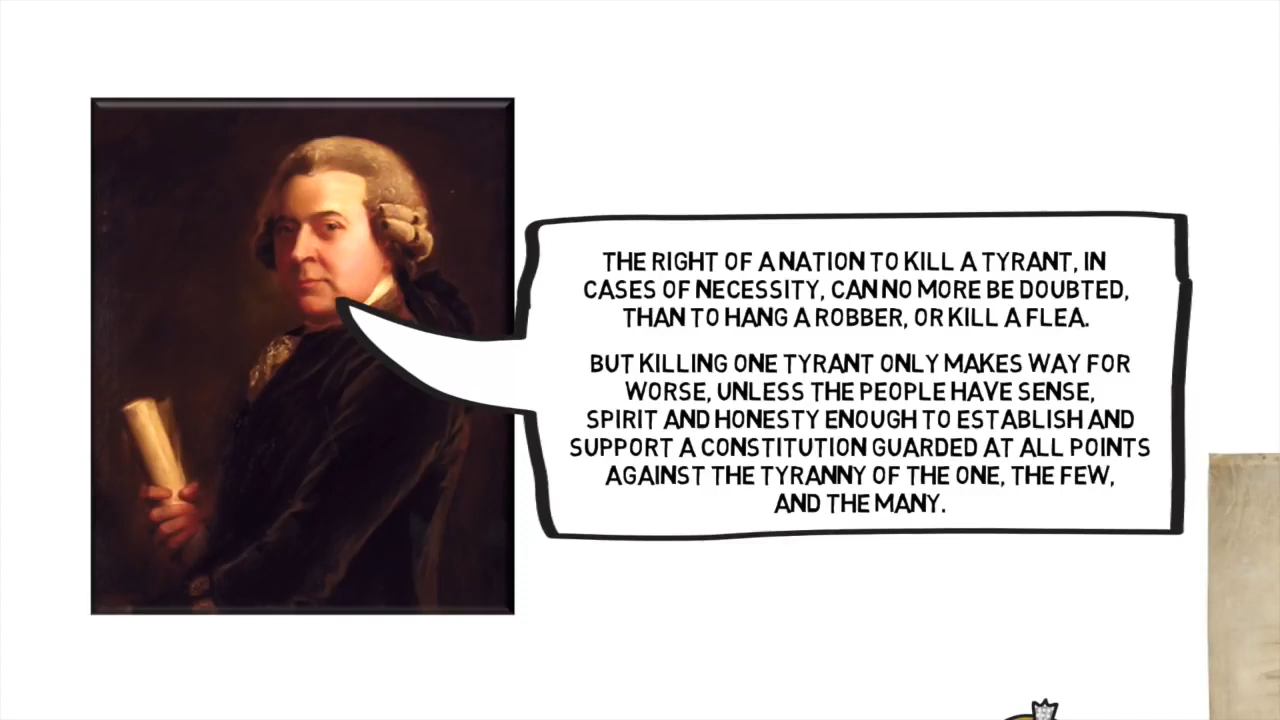 THE RIGHT OF A NATION TO KILL A TYRANT, IN
CASES OF NECESSITY, CAN NO MORE BE DOUBTED,
THAN TO HANG A ROBBER, OR KILL A FLEA.
BUT KILLING ONE TYRANT ONLY MAKES WAY FOR
WORSE, UNLESS THE PEOPLE HAVE SENSE,
SPIRIT AND HONESTY ENOUGH TO ESTABLISH AND
SUPPORT A CONSTITUTION GUARDED AT ALL POINTS
AGAINST THE TYRANNY OF THE ONE, THE FEW,
AND THE MANY.